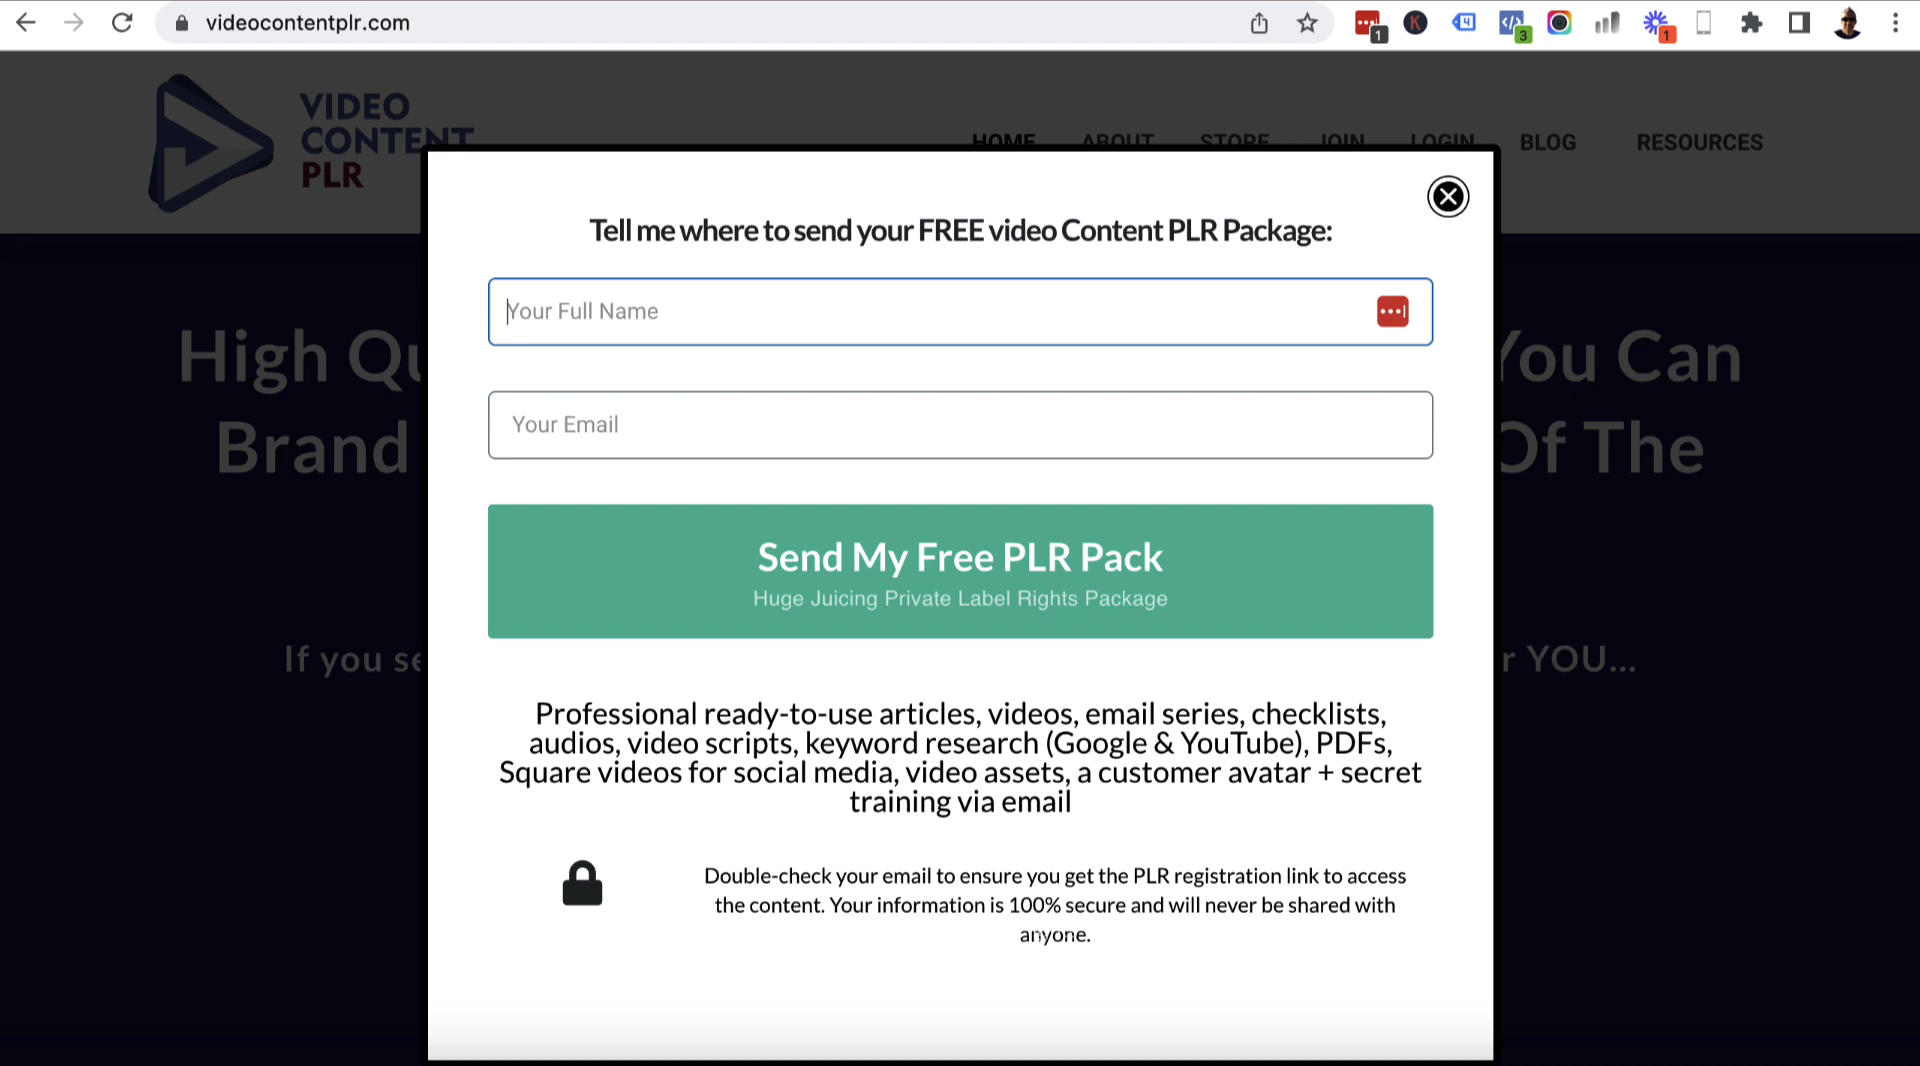 videocontentplr.com
1
4
3
1
K
VIDEO
CONTENT
PLR
HOME ABOUT STORE JOIN LOGIN BLOG RESOURCES
Tell me where to send your FREE video Content PLR Package:
Your Full Name
Your Email
High
You Can
Brand
Of The
Send My Free PLR Pack
Huge Juicing Private Label Rights Package
If you
YOU...
Professional ready-to-use articles, videos, email series, checklists,
audios, video scripts, keyword research (Google & YouTube), PDFs,
Square videos for social media, video assets, a customer avatar + secret
training via email
Double-check your email to ensure you get the PLR registration link to access
the content. Your information is 100% secure and will never be shared with
anyone.